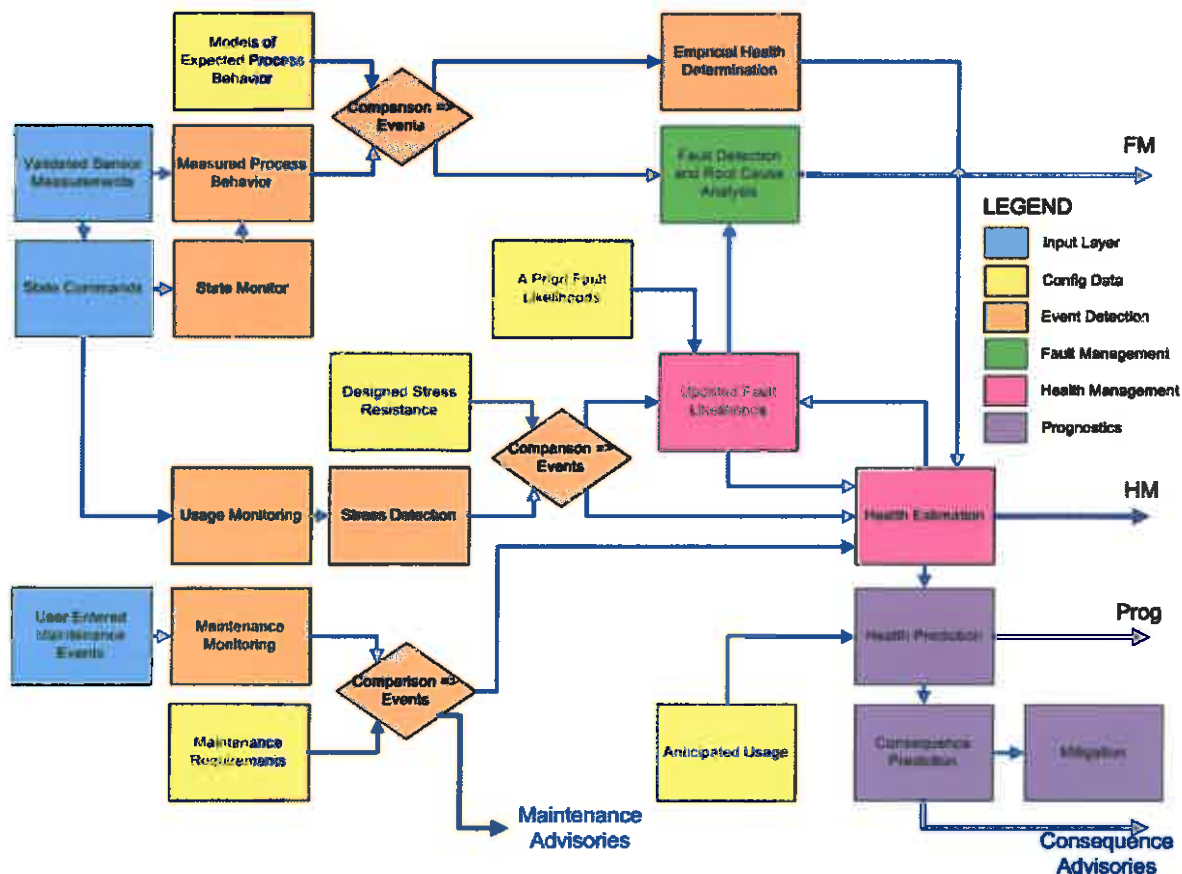 Models of
Expected Process
Behavior
Empricial Health
Determination
Comparison =>
Events
Validated Sensor
Measurements
Measured Process
Behavior
Fault Detection
and Root Cause
Analysis
FM
LEGEND
Input Layer
Config Data
Event Detection
Fault Management
Health Management
Prognostics
State Commands
State Monitor
A Priori Fault
Likelihoods
Designed Stress
Resistance
Updated Fault
Likelihoods
Comparison =>
Events
Usage Monitoring
Stress Detection
Health Estimation
HM
User Entered
Maintenance
Events
Maintenance
Monitoring
Comparison =>
Events
Health Prediction
Prog
Maintenance
Requirements
Anticipated Usage
Consequence
Prediction
Mitigation
Maintenance
Advisories
Consequence
Advisories